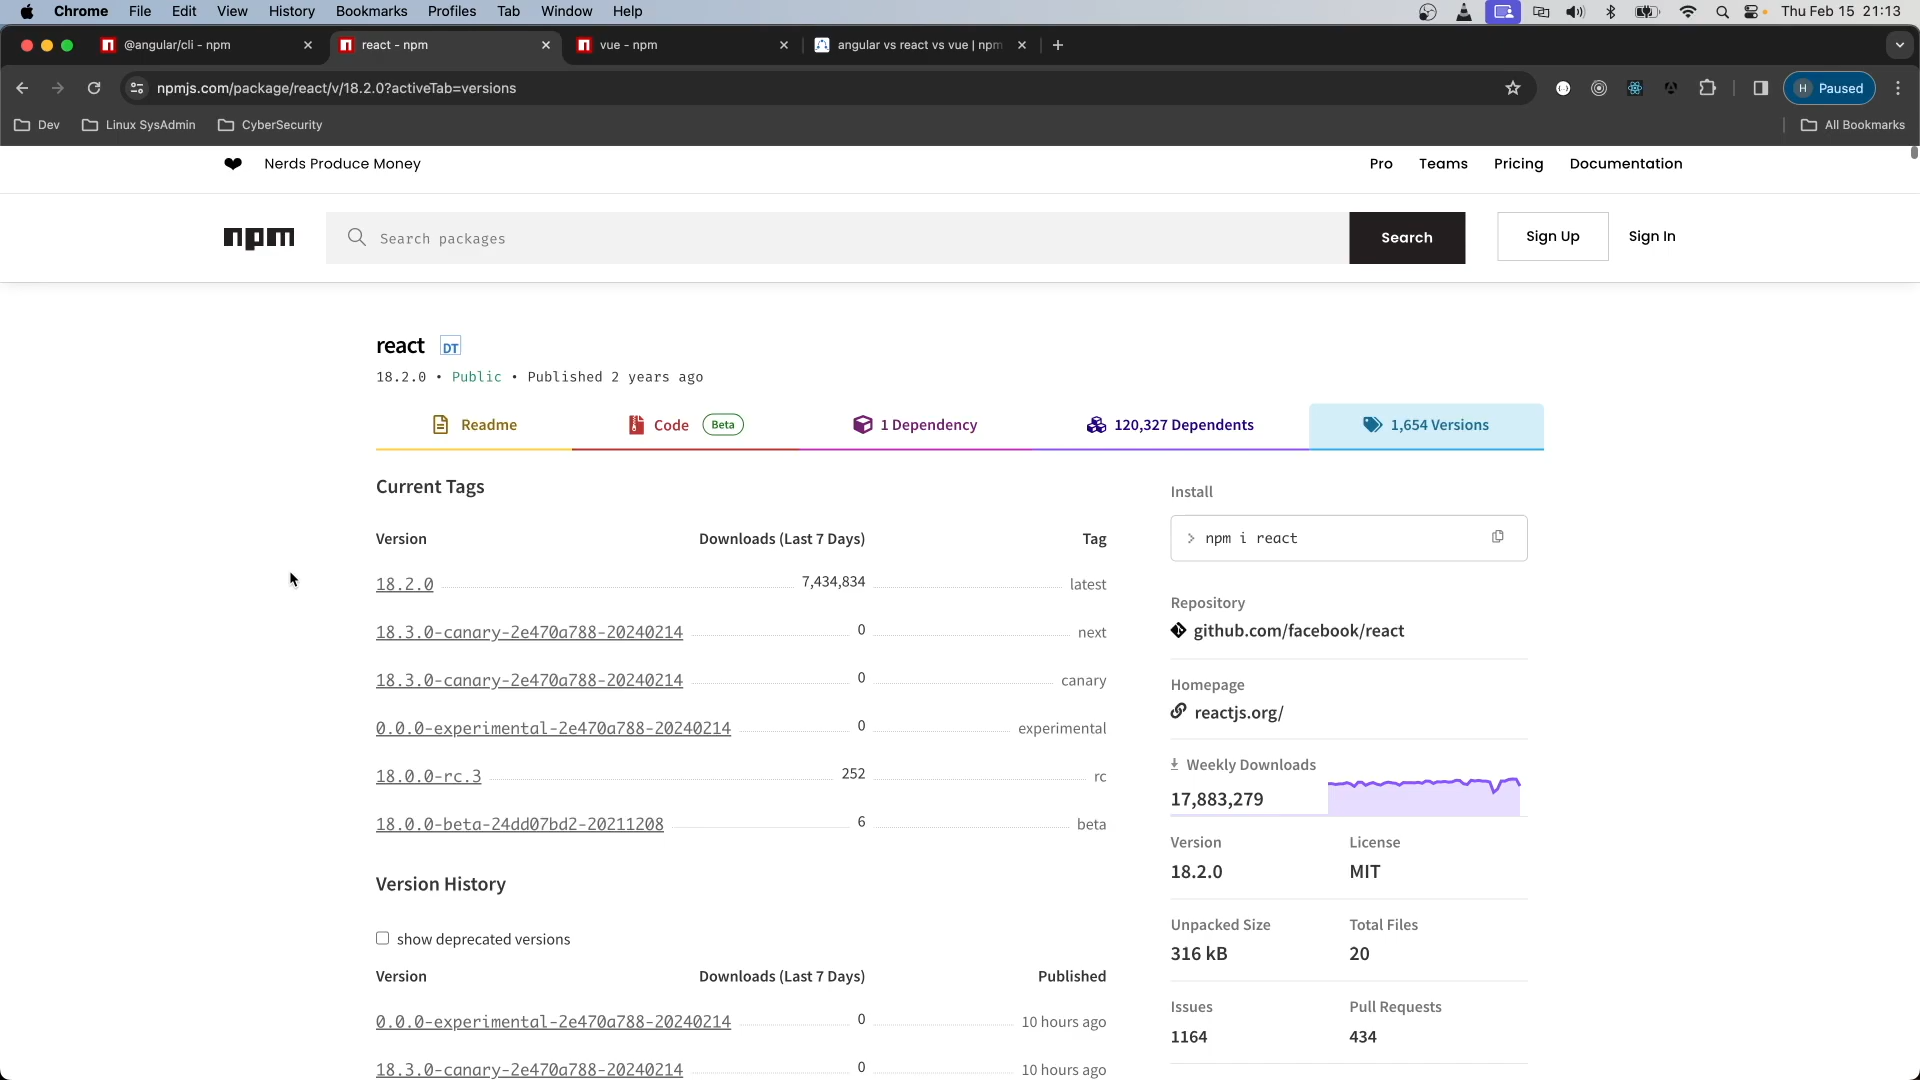 Chrome File Edit View History Bookmarks Profiles Tab Window Help Thu Feb 15 21:13
@angular/cli - npm react - npm vue - npm angular vs react vs vue | npm
npmjs.com/package/react/v/18.2.0?activeTab=versions H Paused
Dev Linux SysAdmin CyberSecurity All Bookmarks
Nerds Produce Money Pro Teams Pricing Documentation
npm Search packages Search Sign Up Sign In
react DT
18.2.0 • Public • Published 2 years ago
Readme Code Beta 1 Dependency 120,327 Dependents 1,654 Versions
Current Tags
Version Downloads (Last 7 Days) Tag
18.2.0 7,434,834 latest
18.3.0-canary-2e470a788-20240214 0 next
18.3.0-canary-2e470a788-20240214 0 canary
0.0.0-experimental-2e470a788-20240214 0 experimental
18.0.0-rc.3 252 rc
18.0.0-beta-24dd07bd2-20211208 6 beta
Version History
show deprecated versions
Version Downloads (Last 7 Days) Published
0.0.0-experimental-2e470a788-20240214 0 10 hours ago
18.3.0-canary-2e470a788-20240214 0 10 hours ago
Install
> npm i react
Repository
github.com/facebook/react
Homepage
reactjs.org/
Weekly Downloads
17,883,279
Version License
18.2.0 MIT
Unpacked Size Total Files
316 kB 20
Issues Pull Requests
1164 434